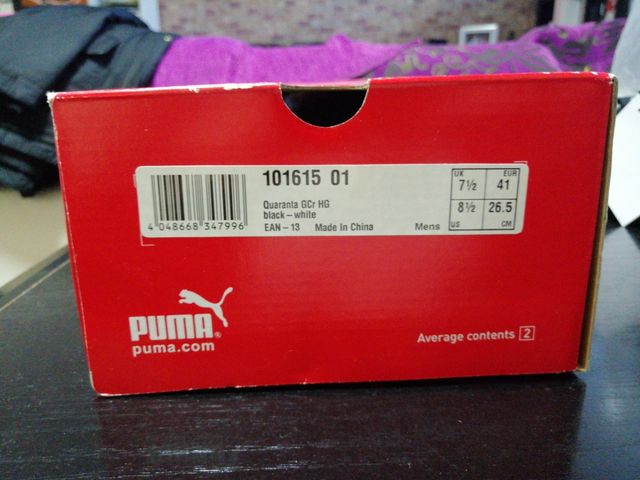 101615 01
Quaranta GCr HG
black-white
EAN-13 Made In China Mens
4 048668 347996
UK EUR
7½ 41
8½ 26.5
US CM
PUMA®
puma.com
Average contents 2